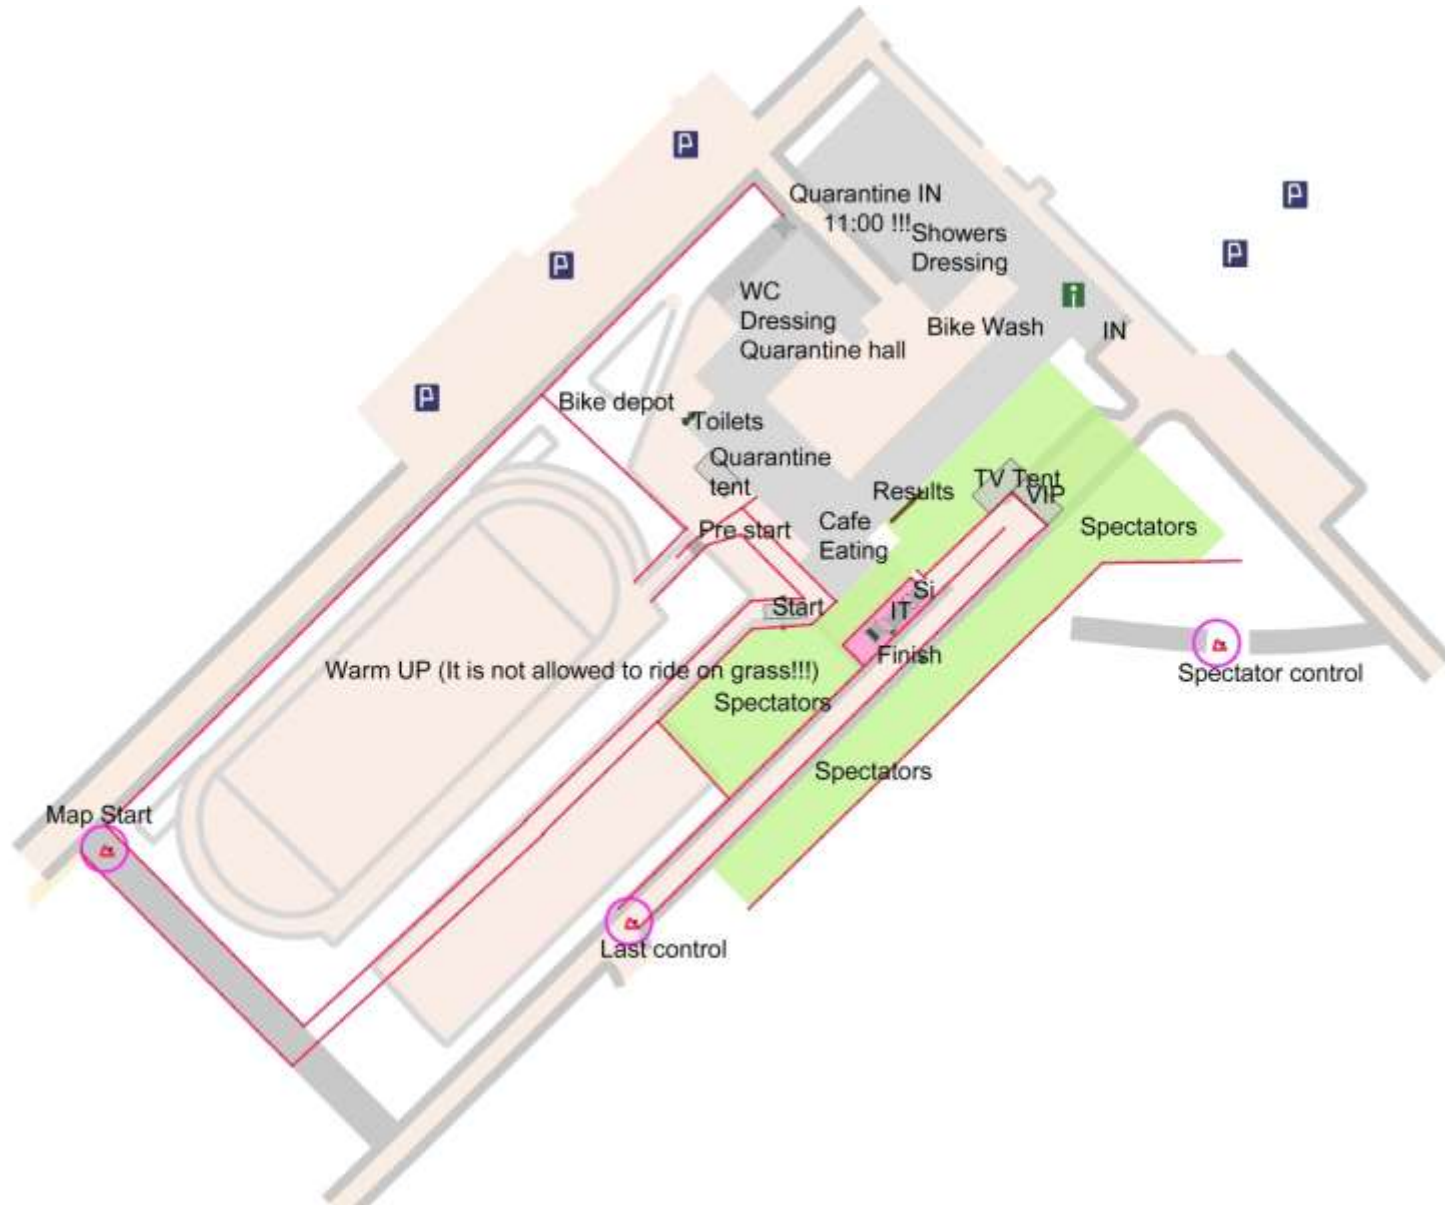 P
P
Quarantine IN
11:00 !!!
Showers
Dressing
P
P
WC
Dressing
Quarantine hall
i
Bike Wash
IN
P
Bike depot
Toilets
Quarantine
tent
Results
TV Tent
VIP
Pre start
Cafe
Eating
Spectators
Si
IT
Start
Finish
Warm UP (It is not allowed to ride on grass!!!)
Spectator control
Spectators
Spectators
Map Start
Last control